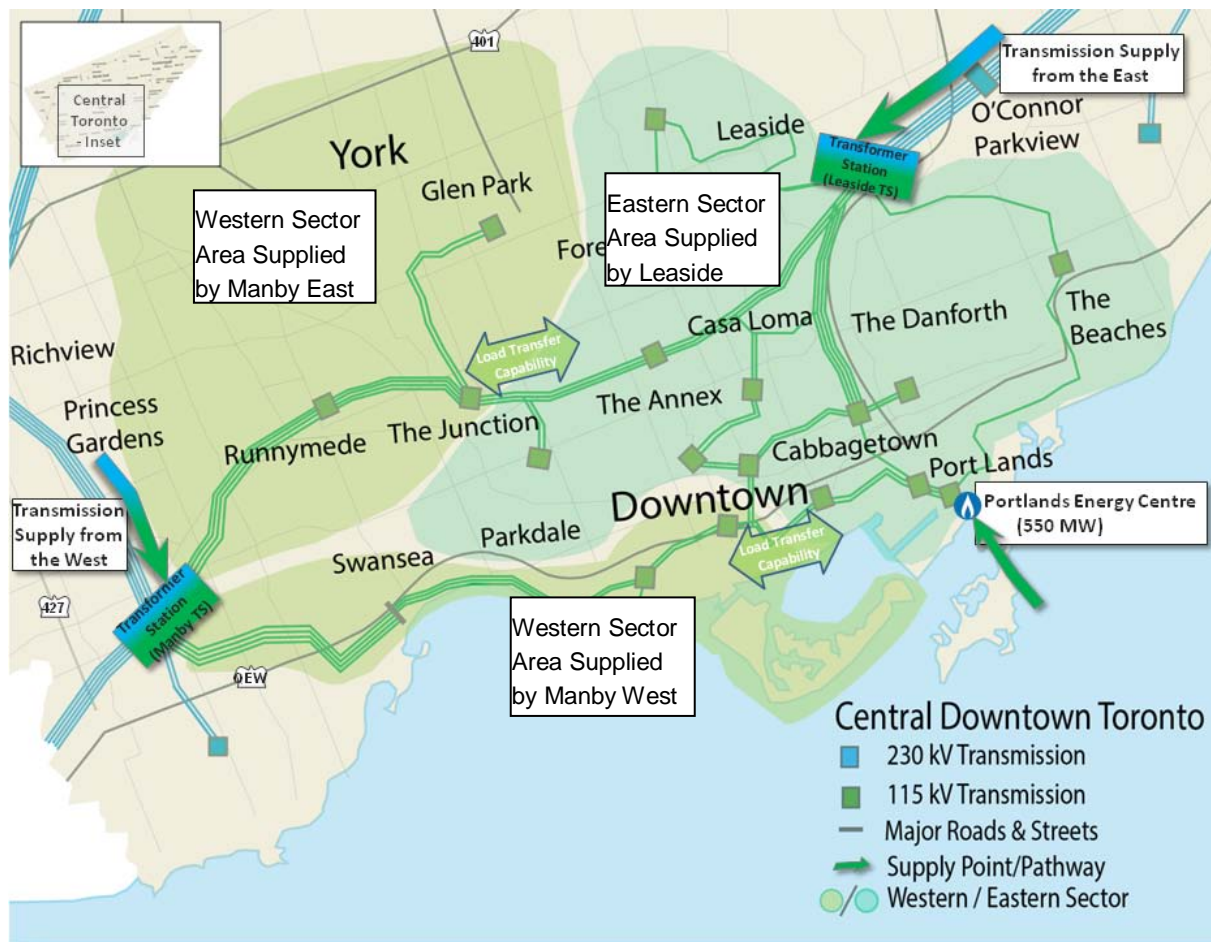 401
Central
Toronto
- Inset
Transmission Supply
from the East
O'Connor
Parkview
York
Leaside
Transformer
Station
(Leaside TS)
Glen Park
Western Sector
Area Supplied
by Manby East
Eastern Sector
Area Supplied
by Leaside
Fore
Casa Loma
The Danforth
The
Beaches
Load Transfer
Capability
Richview
Princess
Gardens
The Annex
The Junction
Runnymede
Cabbagetown
Port Lands
Downtown
Portlands Energy Centre
(550 MW)
Transmission
Supply from
the West
Parkdale
Swansea
Load Transfer
Capability
427
Transformer
Station
(Manby TS)
QEW
Western Sector
Area Supplied
by Manby West
Central Downtown Toronto
230 kV Transmission
115 kV Transmission
Major Roads & Streets
Supply Point/Pathway
Western / Eastern Sector